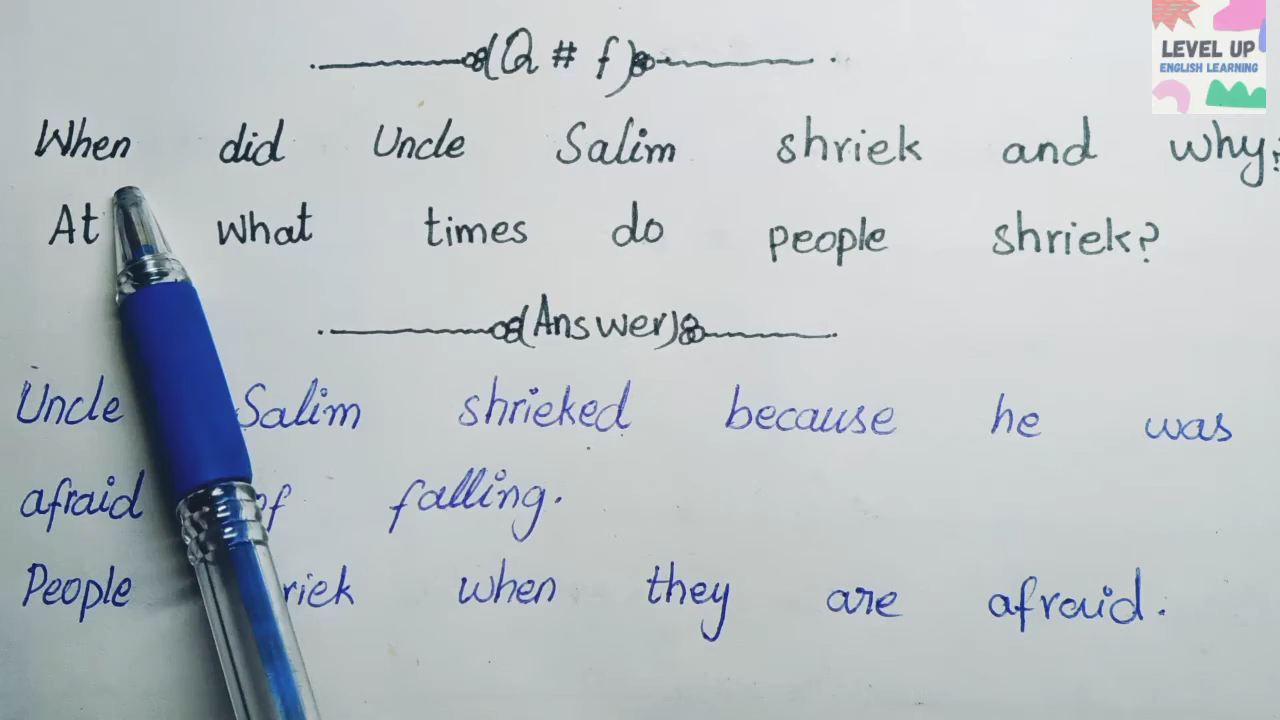 (Q # f)
When did Uncle Salim shriek and why?
At what times do people shriek?
(Answer)
Uncle Salim shrieked because he was
afraid of falling.
People when they are afraid.
LEVEL UP
ENGLISH LEARNING